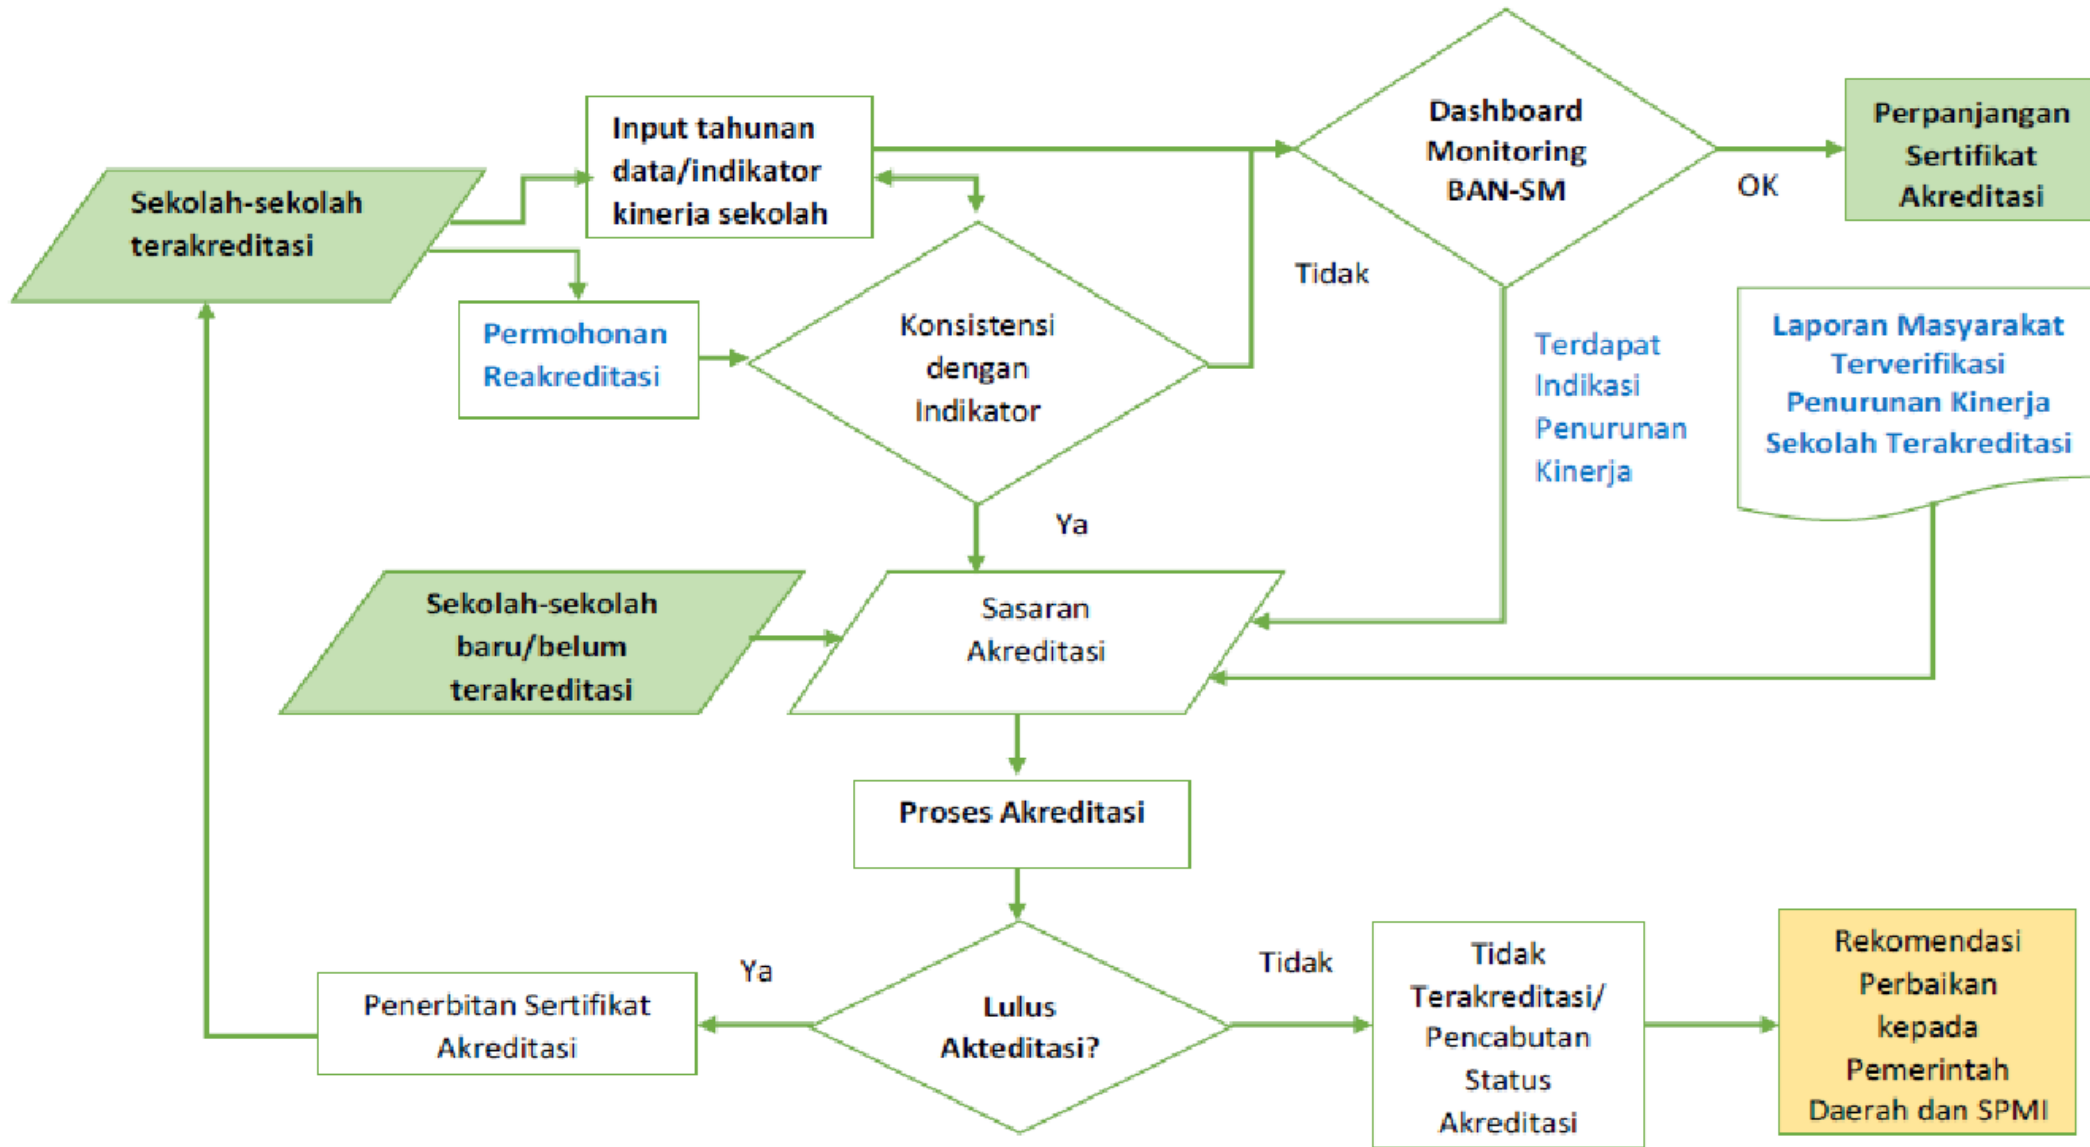 Input tahunan
data/indikator
kinerja sekolah
Dashboard
Monitoring
BAN-SM
OK
Perpanjangan
Sertifikat
Akreditasi
Sekolah-sekolah
terakreditasi
Permohonan
Reakreditasi
Konsistensi
dengan
Indikator
Tidak
Terdapat
Indikasi
Penurunan
Kinerja
Laporan Masyarakat
Terverifikasi
Penurunan Kinerja
Sekolah Terakreditasi
Ya
Sekolah-sekolah
baru/belum
terakreditasi
Sasaran
Akreditasi
Proses Akreditasi
Penerbitan Sertifikat
Akreditasi
Ya
Lulus
Akteditasi?
Tidak
Tidak
Terakreditasi/
Pencabutan
Status
Akreditasi
Rekomendasi
Perbaikan
kepada
Pemerintah
Daerah dan SPMI